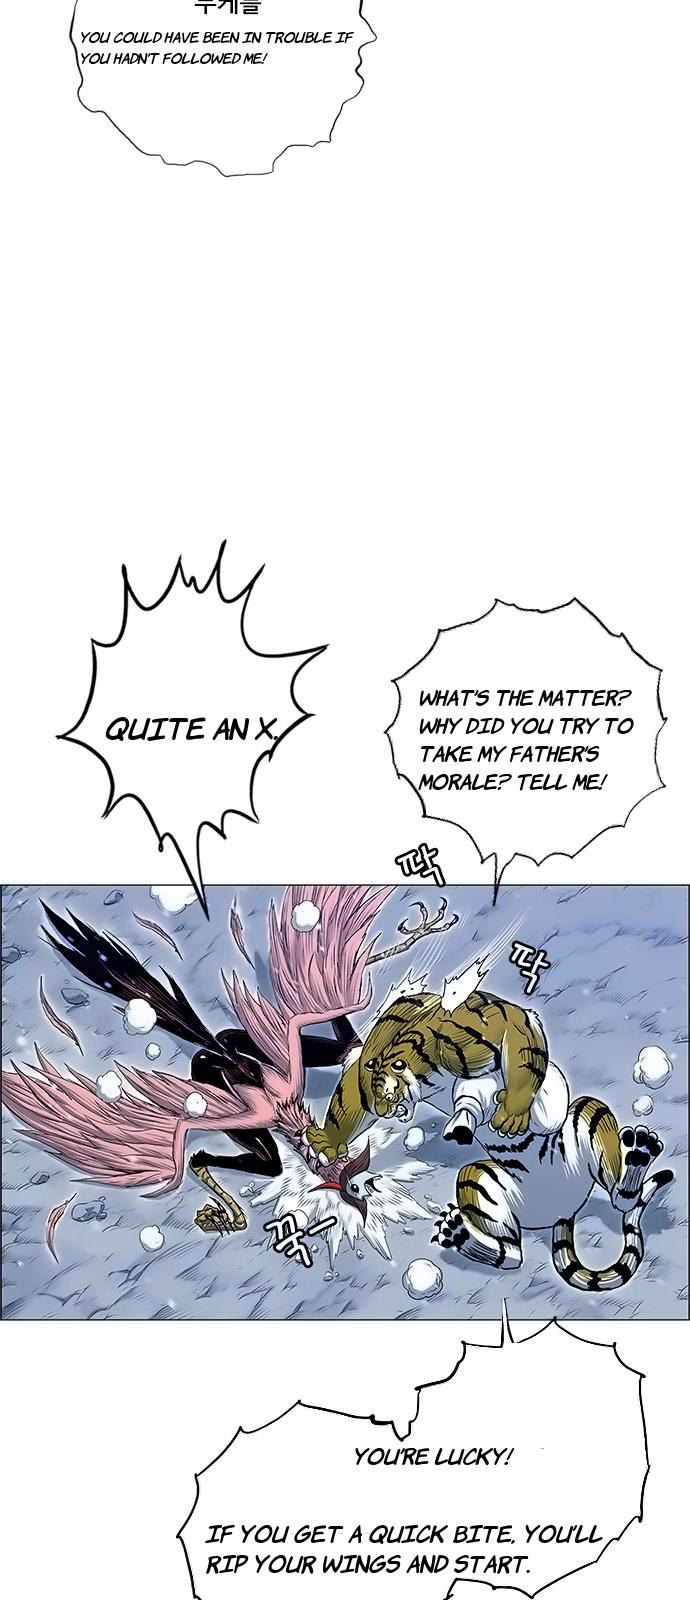 YOU COULD HAVE BEEN IN TROUBLE IF
YOU HADN'T FOLLOWED ME!
QUITE AN X.
WHAT'S THE MATTER?
WHY DID YOU TRY TO
TAKE MY FATHER'S
MORALE? TELL ME!
딱
딱
꾹-
YOU'RE LUCKY!
IF YOU GET A QUICK BITE, YOU'LL
RIP YOUR WINGS AND START.